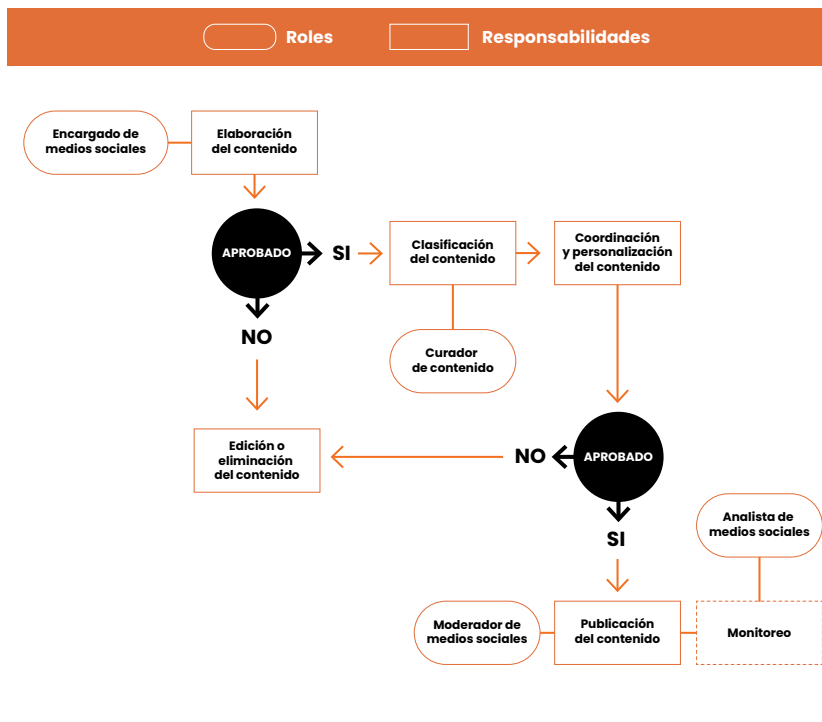 Roles
Responsabilidades
Encargado de
medios sociales
Elaboración
del contenido
APROBADO
SI
Clasificación
del contenido
Coordinación
y personalización
del contenido
NO
Curador
de contenido
Edición o
eliminación
del contenido
NO
APROBADO
SI
Analista de
medios sociales
Moderador de
medios sociales
Publicación
del contenido
Monitoreo